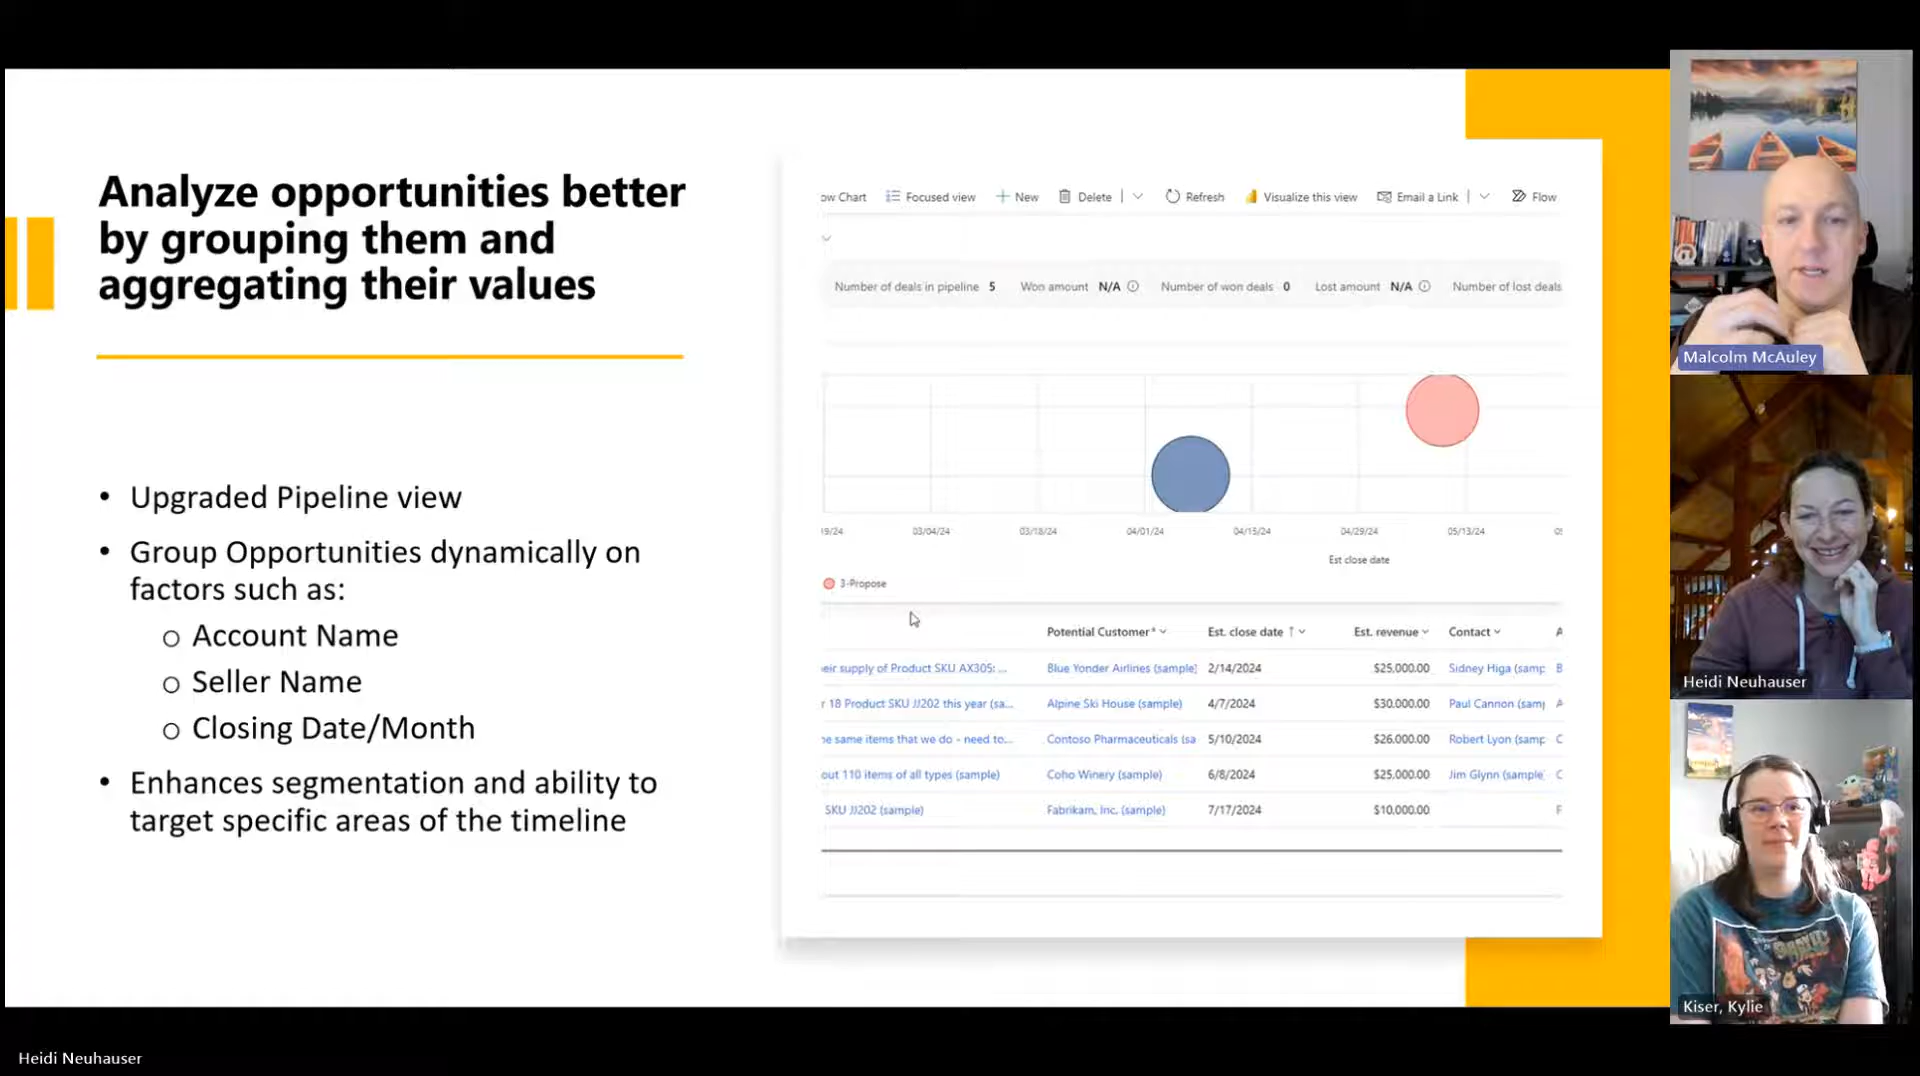 Analyze opportunities better
by grouping them and
aggregating their values
• Upgraded Pipeline view
• Group Opportunities dynamically on
factors such as:
o Account Name
o Seller Name
o Closing Date/Month
• Enhances segmentation and ability to
target specific areas of the timeline
ow Chart Focused view New Delete Refresh Visualize this view Email a Link Flow
Number of deals in pipeline 5 Won amount N/A Number of won deals 0 Lost amount N/A Number of lost deals
19/24 03/04/24 03/18/24 04/01/24 04/15/24 04/29/24 05/13/24 05
Est close date
3-Propose
Potential Customer* Est. close date ↑ Est. revenue Contact A
eir supply of Product SKU AX305: ... Blue Yonder Airlines (sample) 2/14/2024 $25,000.00 Sidney Higa (samp B
r 18 Product SKU JJ202 this year (sa... Alpine Ski House (sample) 4/7/2024 $30,000.00 Paul Cannon (samp A
he same items that we do - need to... Contoso Pharmaceuticals (sa 5/10/2024 $26,000.00 Robert Lyon (samp C
out 110 items of all types (sample) Coho Winery (sample) 6/8/2024 $25,000.00 Jim Glynn (sample C
SKU JJ202 (sample) Fabrikam, Inc. (sample) 7/17/2024 $10,000.00 F
Malcolm McAuley
Heidi Neuhauser
Kiser, Kylie
Heidi Neuhauser